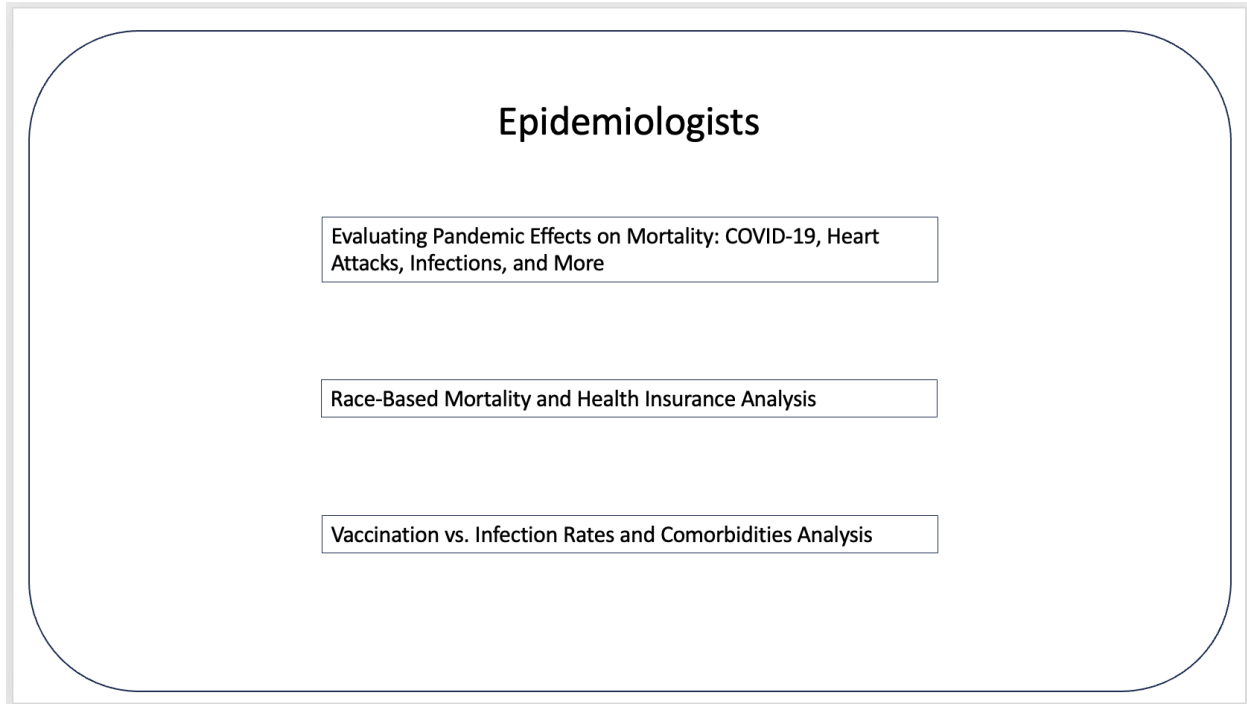 Epidemiologists
Evaluating Pandemic Effects on Mortality: COVID-19, Heart
Attacks, Infections, and More
Race-Based Mortality and Health Insurance Analysis
Vaccination vs. Infection Rates and Comorbidities Analysis